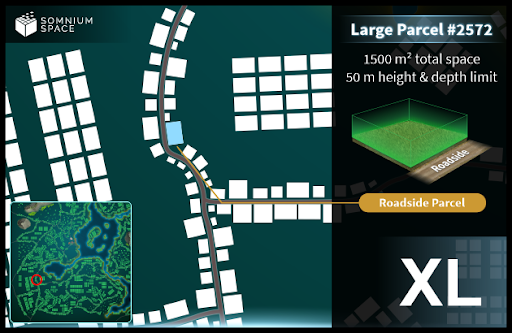 SOMNIUM
SPACE
Large Parcel #2572
1500 m² total space
50 m height & depth limit
Roadside
Roadside Parcel
XL